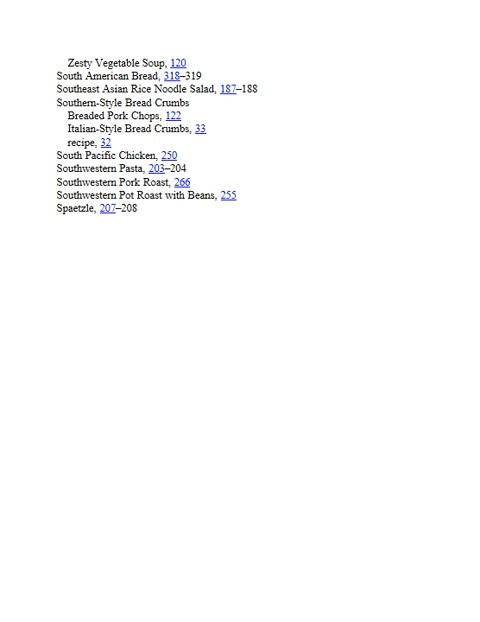 Zesty Vegetable Soup, 120
South American Bread, 318–319
Southeast Asian Rice Noodle Salad, 187–188
Southern-Style Bread Crumbs
Breaded Pork Chops, 122
Italian-Style Bread Crumbs, 33
recipe, 32
South Pacific Chicken, 250
Southwestern Pasta, 203–204
Southwestern Pork Roast, 266
Southwestern Pot Roast with Beans, 255
Spaetzle, 207–208